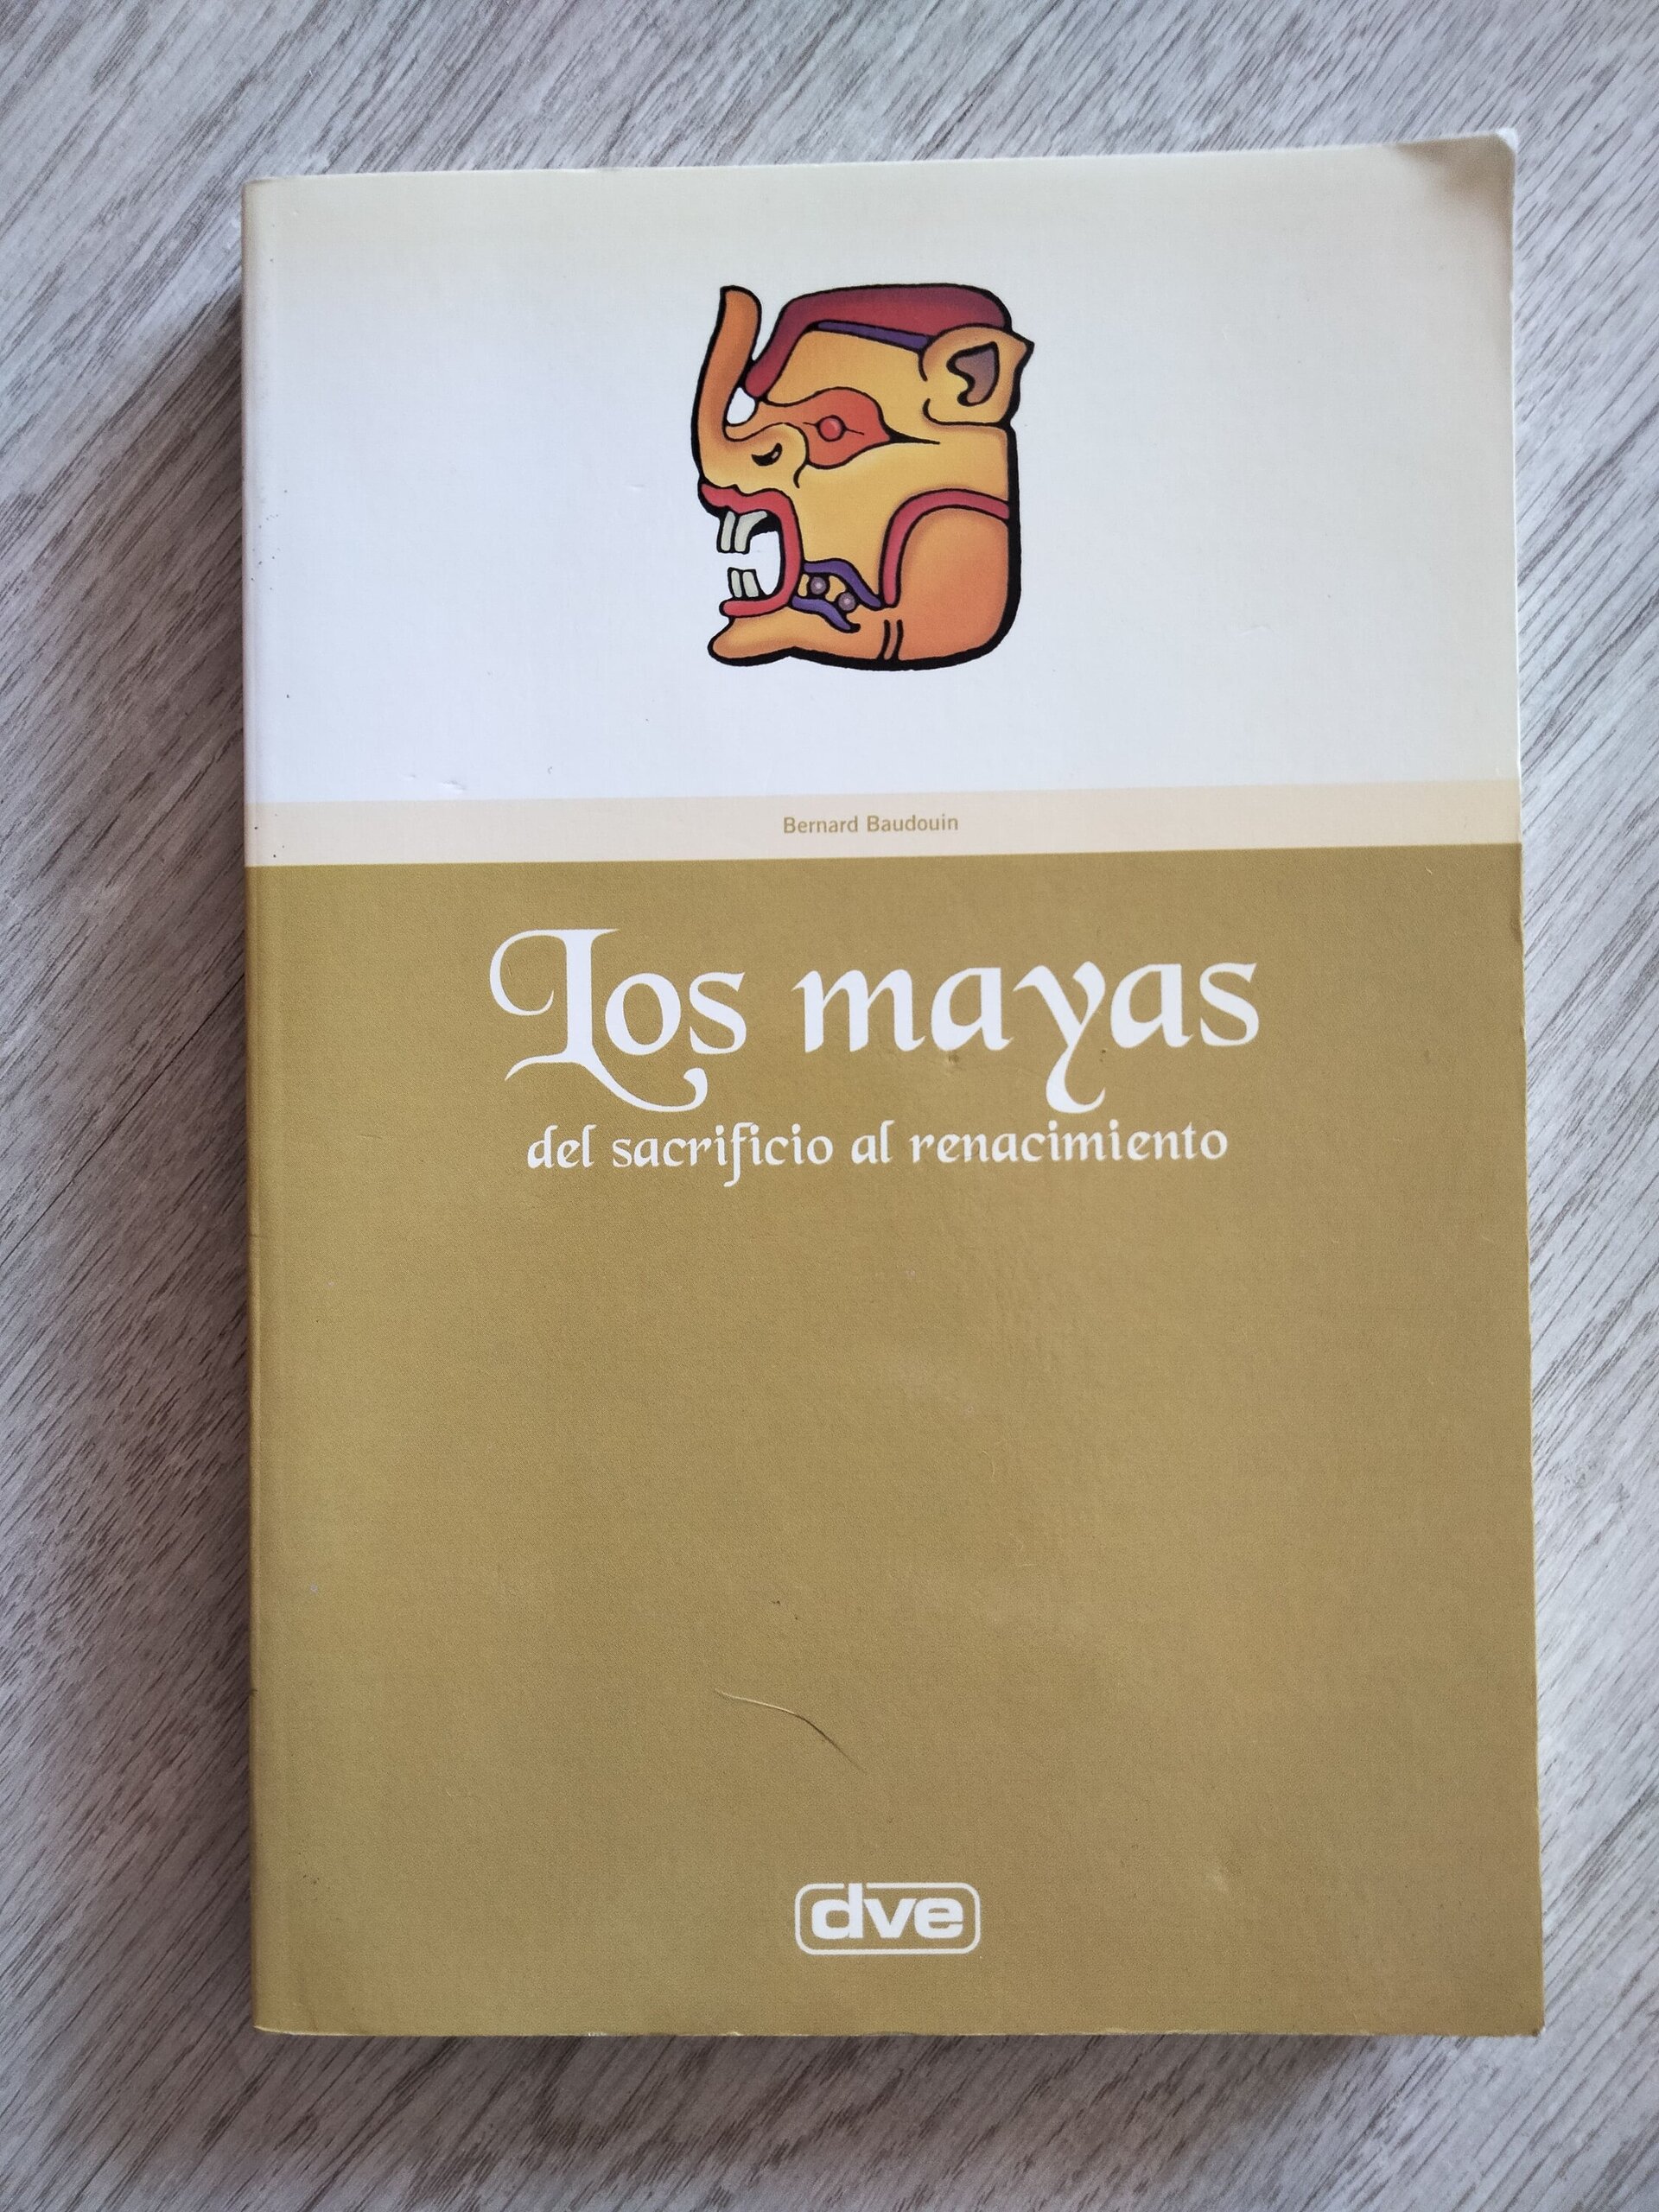 Bernard Baudouin
Los mayas
del sacrificio al renacimiento
dve